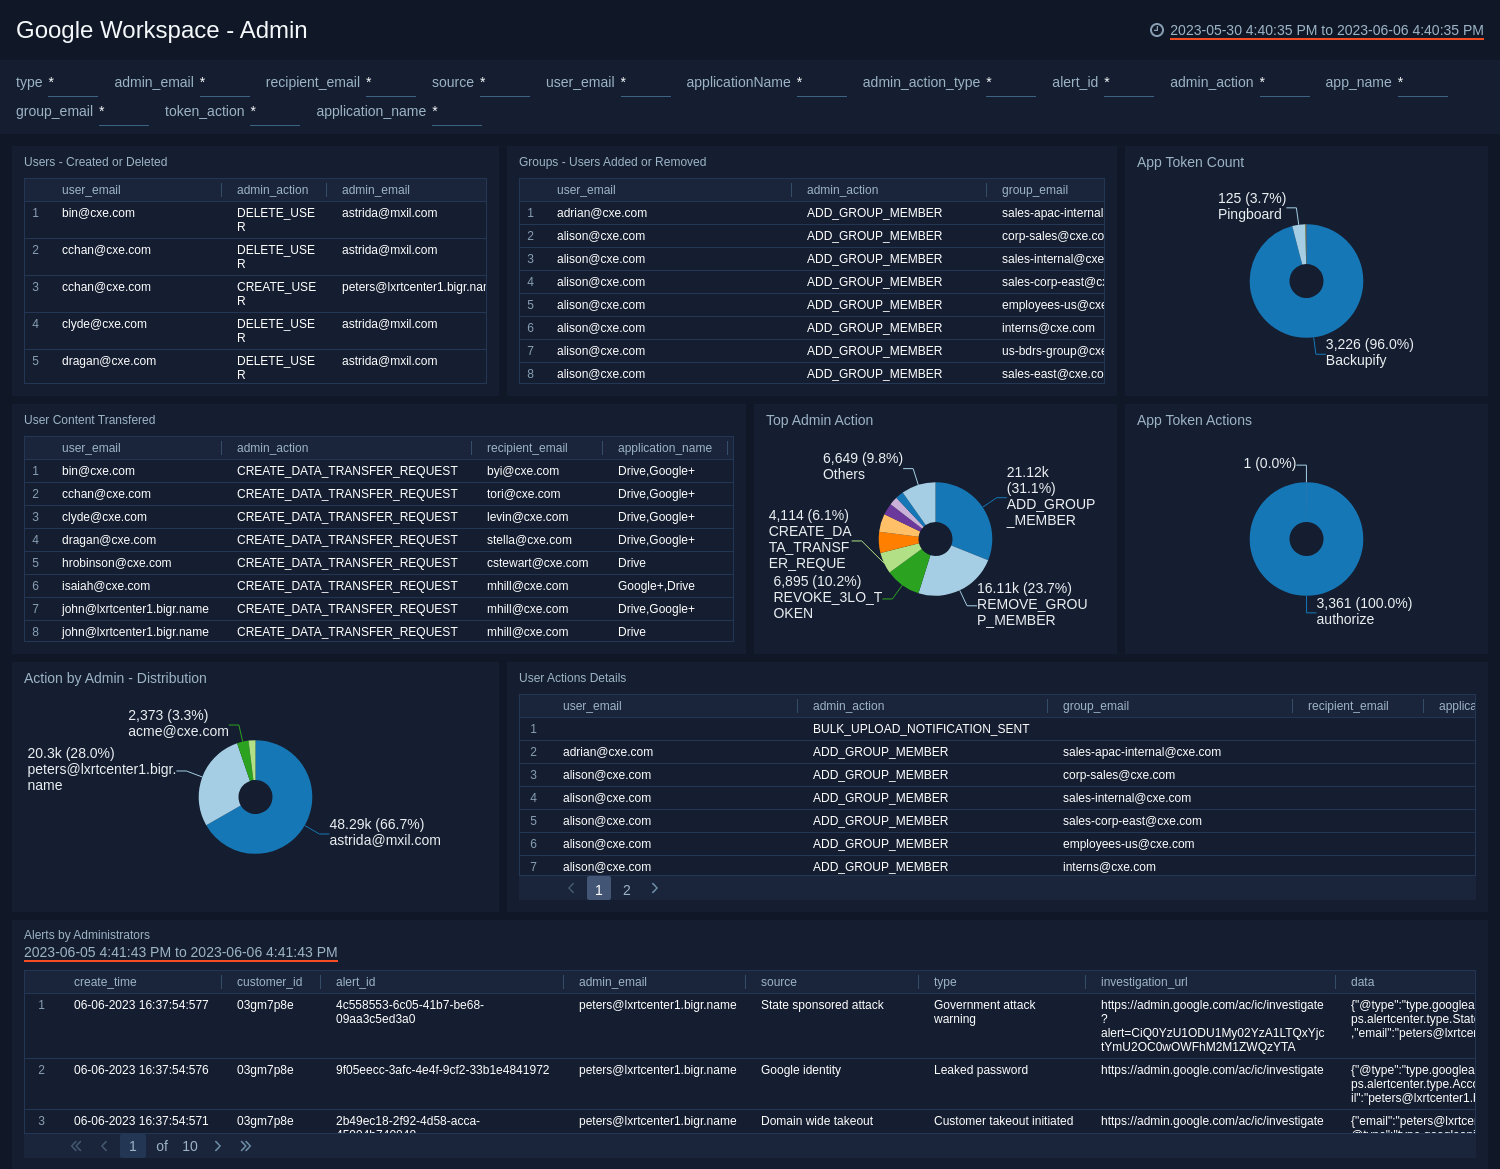 Google Workspace - Admin
2023-05-30 4:40:35 PM to 2023-06-06 4:40:35 PM
type * admin_email * recipient_email * source * user_email * applicationName * admin_action_type * alert_id * admin_action * app_name *
group_email * token_action * application_name *
Users - Created or Deleted
user_email admin_action admin_email
1 bin@cxe.com DELETE_USE astrida@mxil.com
R
2 cchan@cxe.com DELETE_USE astrida@mxil.com
R
3 cchan@cxe.com CREATE_USE peters@lxrtcenter1.bigr.nam
R
4 clyde@cxe.com DELETE_USE astrida@mxil.com
R
5 dragan@cxe.com DELETE_USE astrida@mxil.com
R
Groups - Users Added or Removed
user_email admin_action group_email
1 adrian@cxe.com ADD_GROUP_MEMBER sales-apac-internal
2 alison@cxe.com ADD_GROUP_MEMBER corp-sales@cxe.co
3 alison@cxe.com ADD_GROUP_MEMBER sales-internal@cxe
4 alison@cxe.com ADD_GROUP_MEMBER sales-corp-east@c
5 alison@cxe.com ADD_GROUP_MEMBER employees-us@cxe
6 alison@cxe.com ADD_GROUP_MEMBER interns@cxe.com
7 alison@cxe.com ADD_GROUP_MEMBER us-bdrs-group@cxe
8 alison@cxe.com ADD_GROUP_MEMBER sales-east@cxe.co
App Token Count
125 (3.7%)
Pingboard
3,226 (96.0%)
Backupify
User Content Transfered
user_email admin_action recipient_email application_name
1 bin@cxe.com CREATE_DATA_TRANSFER_REQUEST byi@cxe.com Drive,Google+
2 cchan@cxe.com CREATE_DATA_TRANSFER_REQUEST tori@cxe.com Drive,Google+
3 clyde@cxe.com CREATE_DATA_TRANSFER_REQUEST levin@cxe.com Drive,Google+
4 dragan@cxe.com CREATE_DATA_TRANSFER_REQUEST stella@cxe.com Drive,Google+
5 hrobinson@cxe.com CREATE_DATA_TRANSFER_REQUEST cstewart@cxe.com Drive
6 isaiah@cxe.com CREATE_DATA_TRANSFER_REQUEST mhill@cxe.com Google+,Drive
7 john@lxrtcenter1.bigr.name CREATE_DATA_TRANSFER_REQUEST mhill@cxe.com Drive,Google+
8 john@lxrtcenter1.bigr.name CREATE_DATA_TRANSFER_REQUEST mhill@cxe.com Drive
Top Admin Action
6,649 (9.8%)
Others
21.12k
(31.1%)
ADD_GROUP
_MEMBER
4,114 (6.1%)
CREATE_DA
TA_TRANSF
ER_REQUE
6,895 (10.2%)
REVOKE_3LO_T
OKEN
16.11k (23.7%)
REMOVE_GROU
P_MEMBER
App Token Actions
1 (0.0%)
3,361 (100.0%)
authorize
Action by Admin - Distribution
2,373 (3.3%)
acme@cxe.com
20.3k (28.0%)
peters@lxrtcenter1.bigr.
name
48.29k (66.7%)
astrida@mxil.com
User Actions Details
user_email admin_action group_email recipient_email applica
1 BULK_UPLOAD_NOTIFICATION_SENT
2 adrian@cxe.com ADD_GROUP_MEMBER sales-apac-internal@cxe.com
3 alison@cxe.com ADD_GROUP_MEMBER corp-sales@cxe.com
4 alison@cxe.com ADD_GROUP_MEMBER sales-internal@cxe.com
5 alison@cxe.com ADD_GROUP_MEMBER sales-corp-east@cxe.com
6 alison@cxe.com ADD_GROUP_MEMBER employees-us@cxe.com
7 alison@cxe.com ADD_GROUP_MEMBER interns@cxe.com
1 2
Alerts by Administrators
2023-06-05 4:41:43 PM to 2023-06-06 4:41:43 PM
create_time customer_id alert_id admin_email source type investigation_url data
1 06-06-2023 16:37:54:577 03gm7p8e 4c558553-6c05-41b7-be68- peters@lxrtcenter1.bigr.name State sponsored attack Government attack https://admin.google.com/ac/ic/investigate {"@type":"type.googlea
09aa3c5ed3a0 warning ? ps.alertcenter.type.State
alert=CiQ0YzU1ODU1My02YzA1LTQxYjc ,"email":"peters@lxrtcer
tYmU2OC0wOWFhM2M1ZWQzYTA
2 06-06-2023 16:37:54:576 03gm7p8e 9f05eecc-3afc-4e4f-9cf2-33b1e4841972 peters@lxrtcenter1.bigr.name Google identity Leaked password https://admin.google.com/ac/ic/investigate {"@type":"type.googlea
ps.alertcenter.type.Acco
il":"peters@lxrtcenter1.l
3 06-06-2023 16:37:54:571 03gm7p8e 2b49ec18-2f92-4d58-acca- peters@lxrtcenter1.bigr.name Domain wide takeout Customer takeout initiated https://admin.google.com/ac/ic/investigate {"email":"peters@lxrtcer
1 of 10